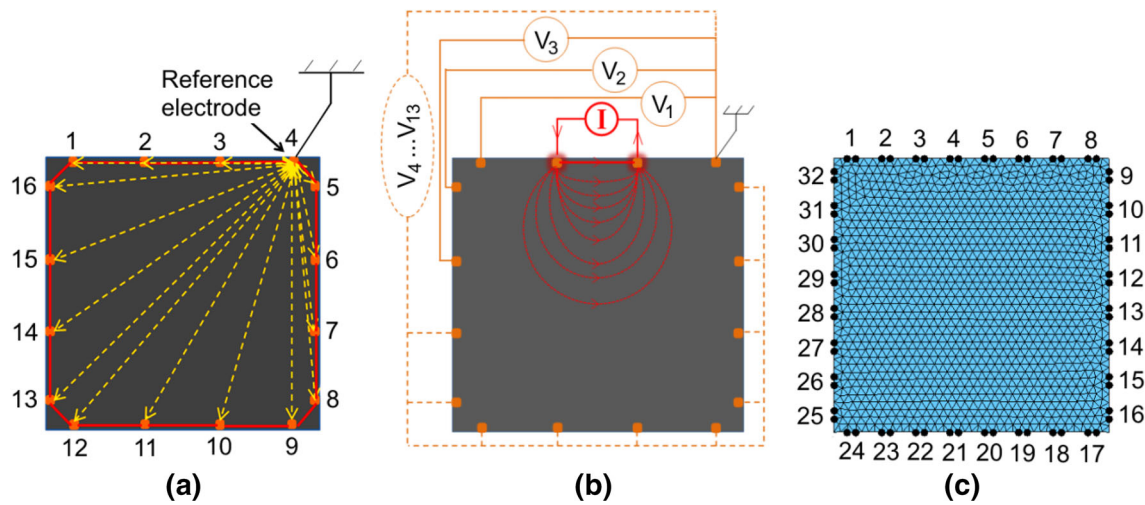 Reference
electrode
1 2 3 4
16 5
15 6
14 7
13 8
12 11 10 9
(a)
V3
V2
V1
I
V4 ... V13
(b)
1 2 3 4 5 6 7 8
32 9
31 10
30 11
29 12
28 13
27 14
26 15
25 16
24 23 22 21 20 19 18 17
(c)